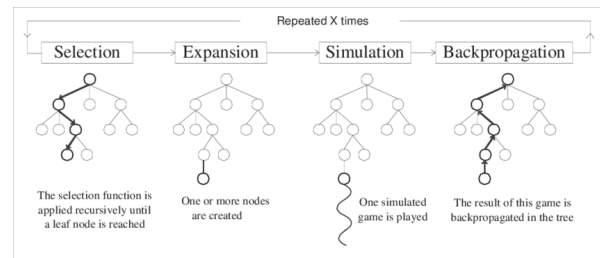 Repeated X times
Selection
Expansion
Simulation
Backpropagation
The selection function is
applied recursively until
a leaf node is reached
One or more nodes
are created
One simulated
game is played
The result of this game is
backpropagated in the tree